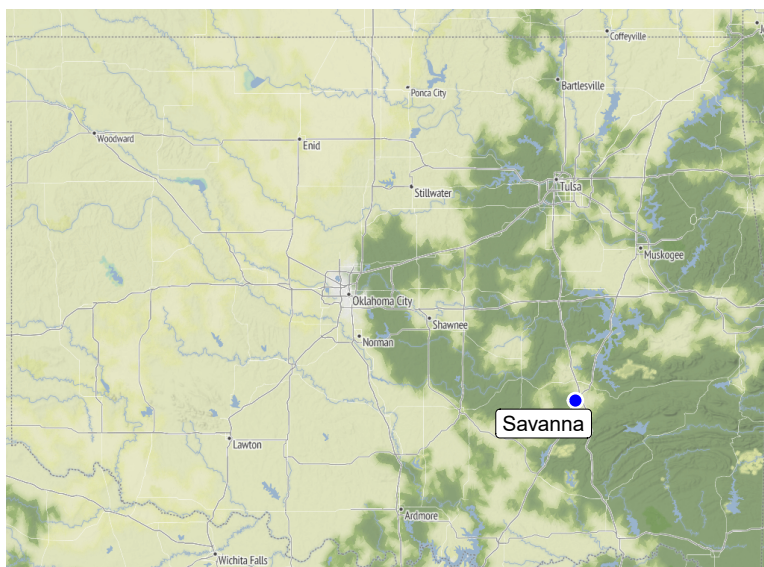 Coffeyville
Bartlesville
Ponca City
Woodward
Enid
Tulsa
Stillwater
Muskogee
Oklahoma City
Shawnee
Norman
Savanna
Lawton
Ardmore
Wichita Falls